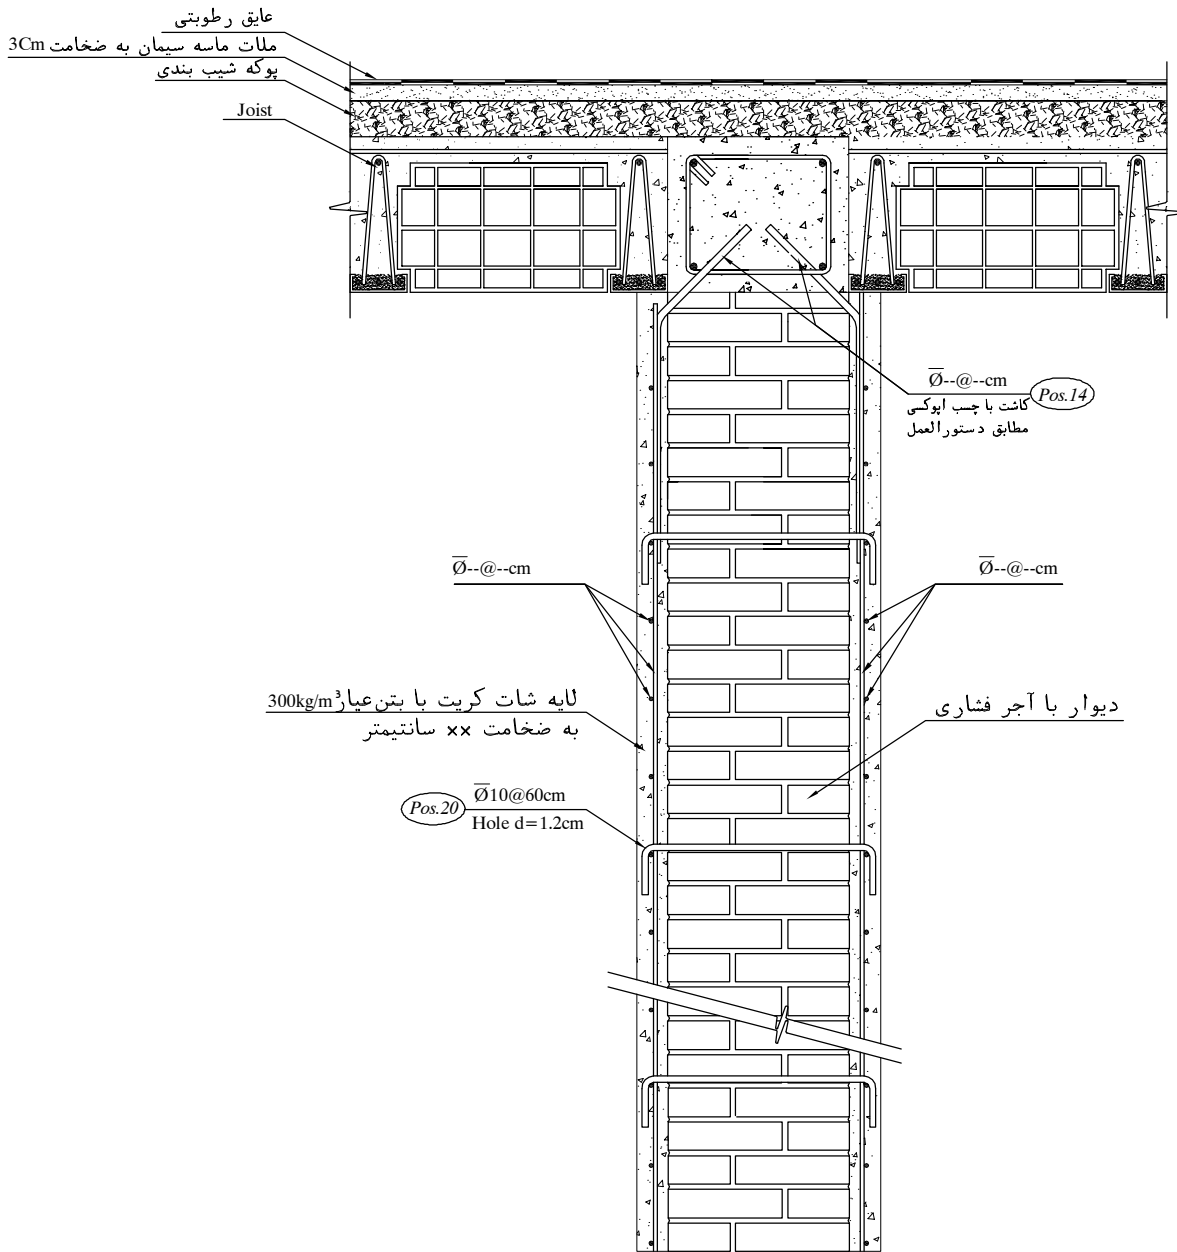 عایق رطوبتی
ملات ماسه سیمان به ضخامت 3Cm
پوکه شیب بندی
Joist
Ø--@--cm
Pos.14
کاشت با چسب اپوکسی
مطابق دستورالعمل
Ø--@--cm
Ø--@--cm
لایه شات کریت با بتن عیار 300kg/m³
به ضخامت xx سانتیمتر
دیوار با آجر فشاری
Pos.20
Ø10@60cm
Hole d=1.2cm